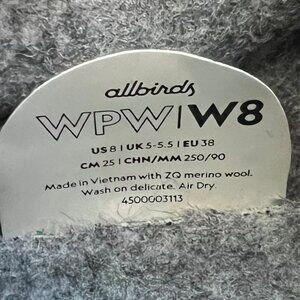 allbirds
WPW|W8
US 8 | UK 5-5.5 | EU 38
CM 25 | CHN/MM 250/90
Made in Vietnam with ZQ merino wool.
Wash on delicate. Air Dry.
4500003113